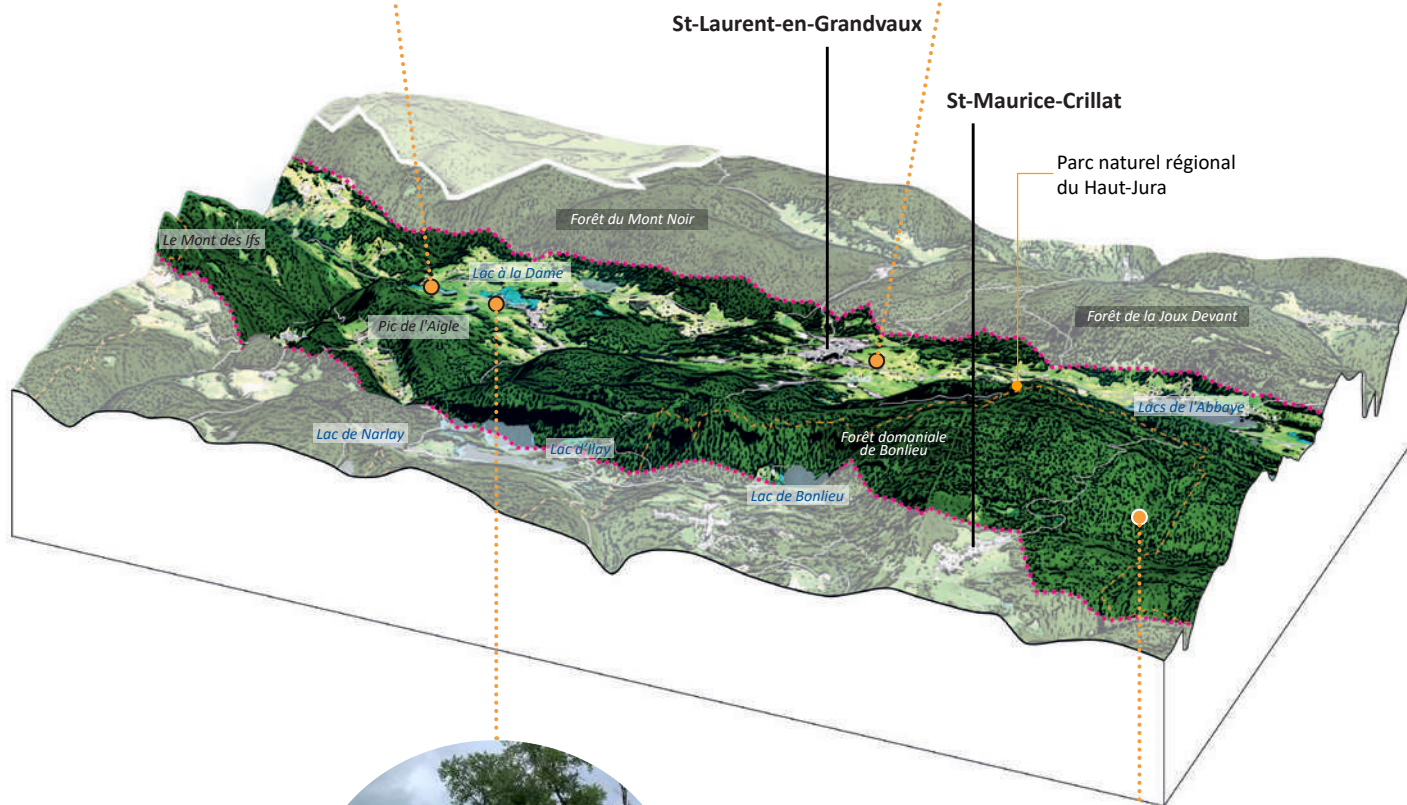 St-Laurent-en-Grandvaux
St-Maurice-Crillat
Parc naturel régional
du Haut-Jura
Forêt du Mont Noir
Le Mont des Ifs
Lac à la Dame
Pic de l'Aigle
Forêt de la Joux Devant
Lacs de l'Abbaye
Lac de Narlay
Lac d'Ilay
Forêt domaniale
de Bonlieu
Lac de Bonlieu